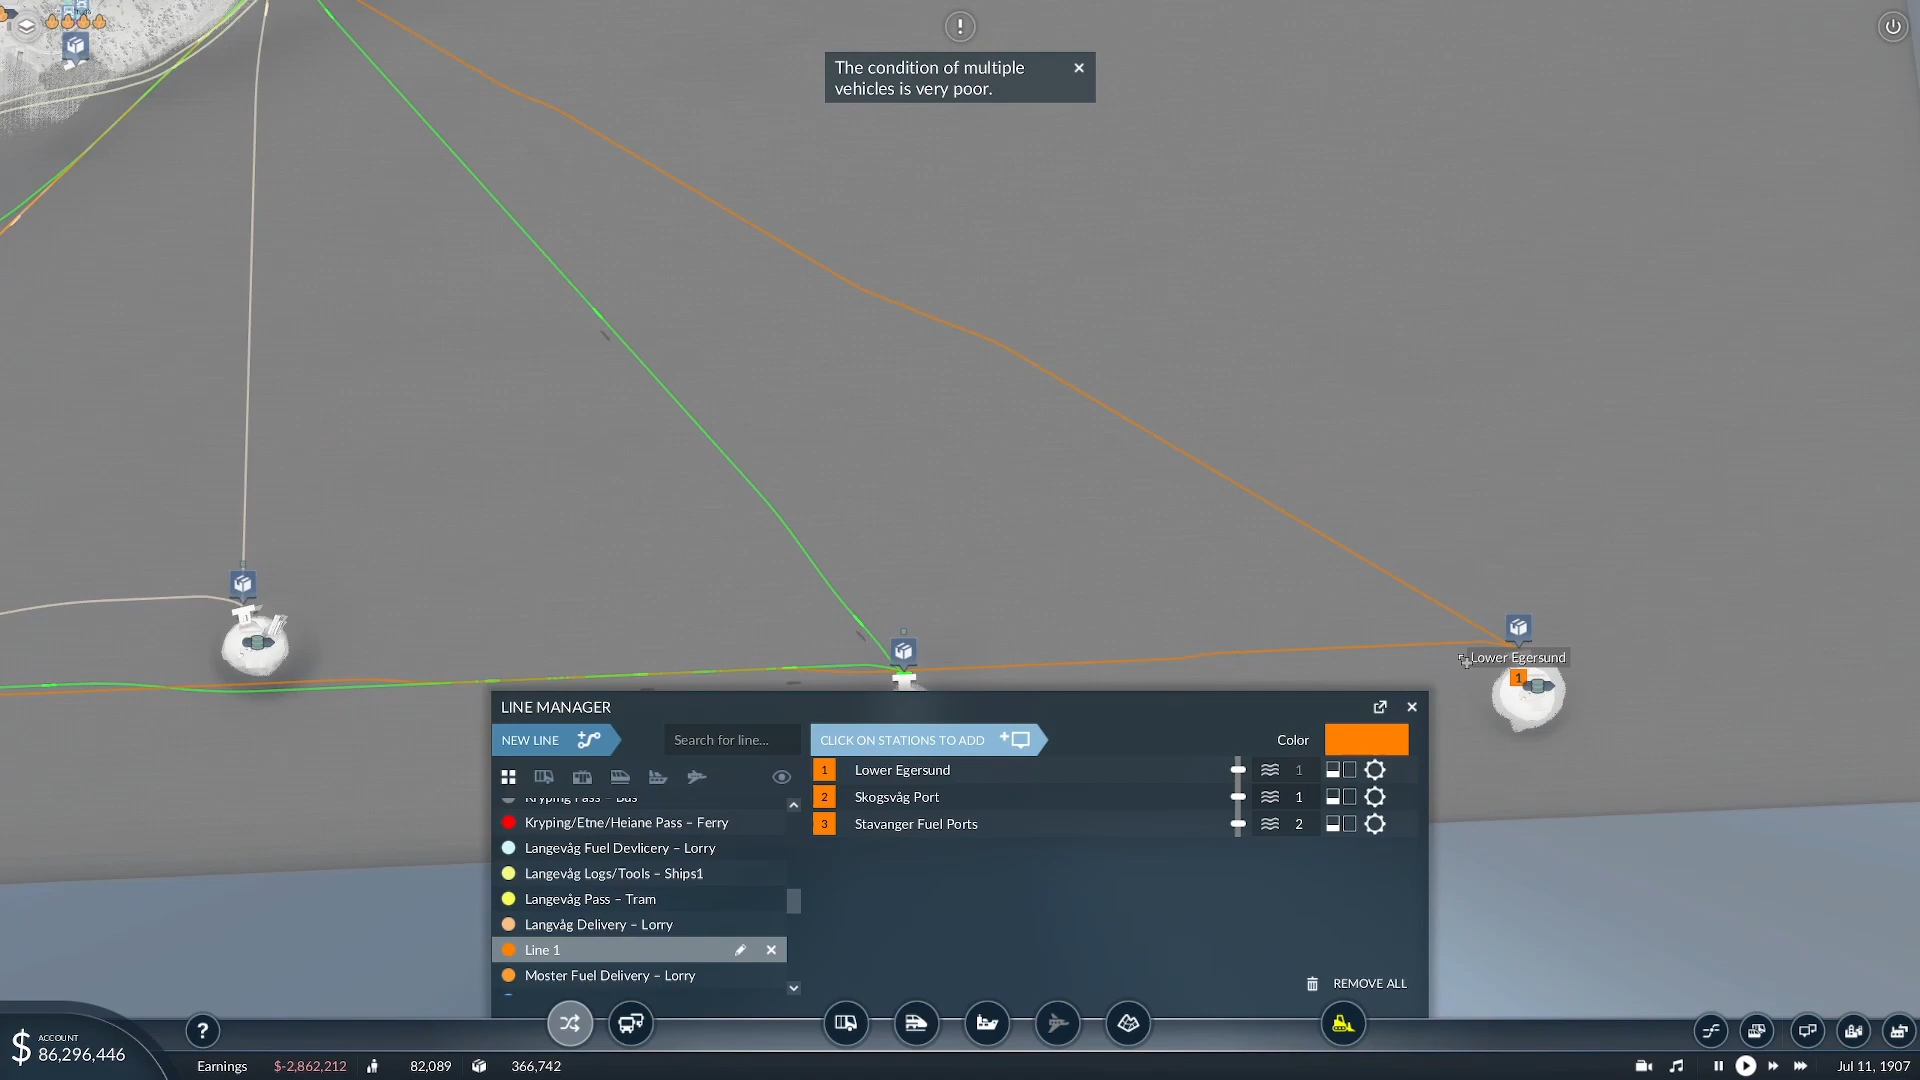 The condition of multiple
vehicles is very poor.
Lower Egersund
1
LINE MANAGER
NEW LINE
Search for line...
CLICK ON STATIONS TO ADD
Color
1 Lower Egersund 1
2 Skogsvåg Port 1
3 Stavanger Fuel Ports 2
Kryping Pass – Bus
Kryping/Etne/Heiane Pass – Ferry
Langevåg Fuel Devlicery – Lorry
Langevåg Logs/Tools – Ships1
Langevåg Pass – Tram
Langvåg Delivery – Lorry
Line 1
Moster Fuel Delivery – Lorry
REMOVE ALL
?
$ ACCOUNT
86,296,446
Earnings $-2,862,212 82,089 366,742
Jul 11, 1907